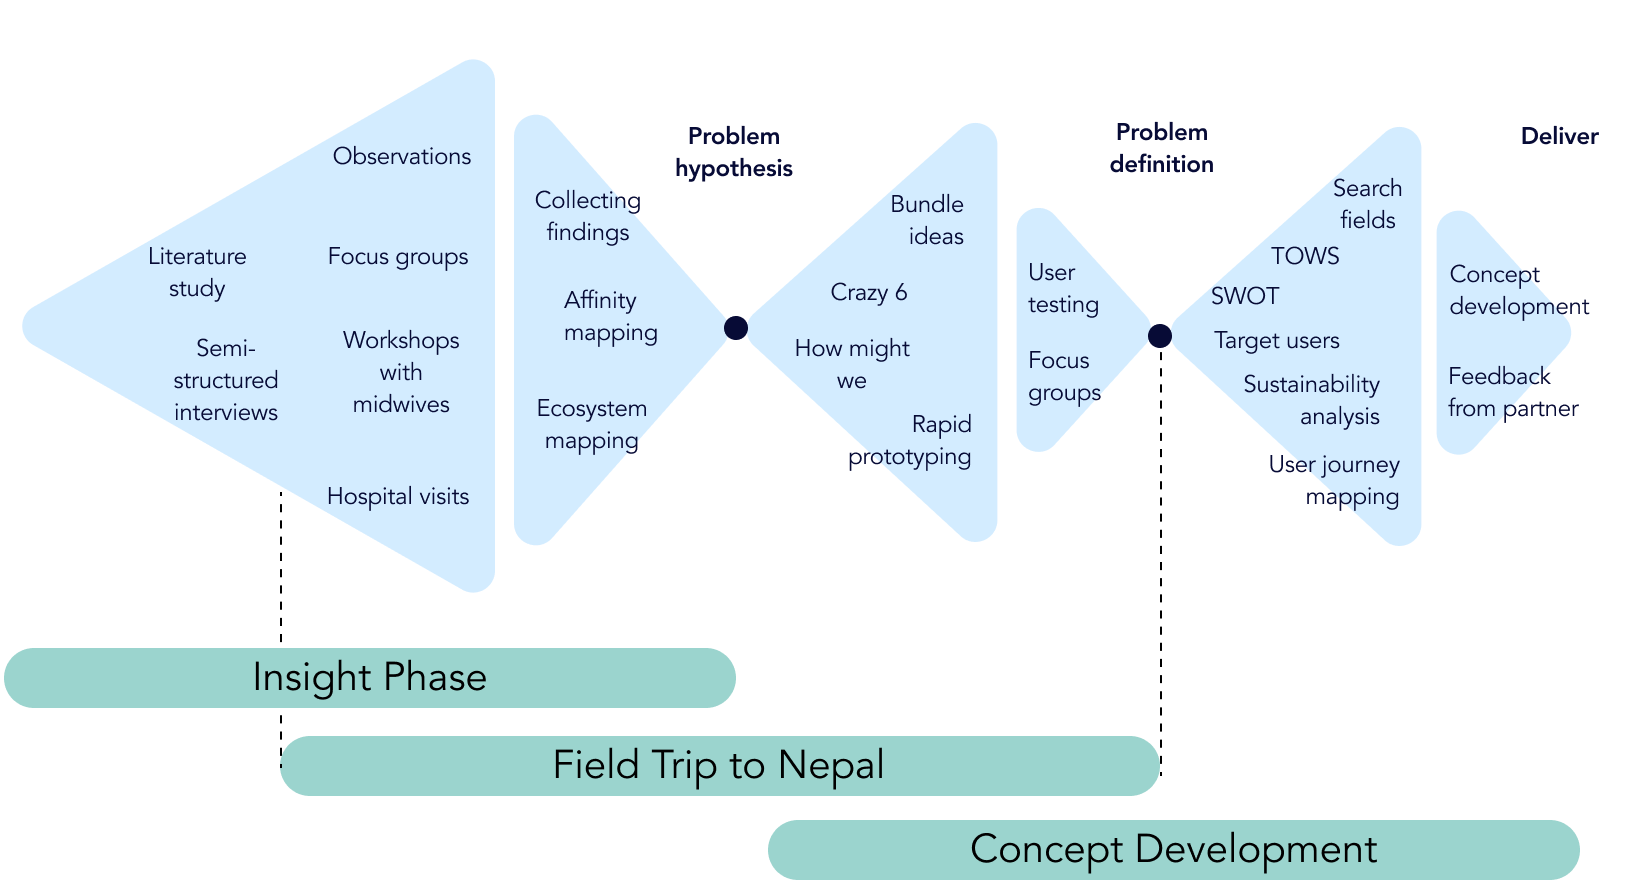 Observations
Literature
study
Focus groups
Semi-
structured
interviews
Workshops
with
midwives
Hospital visits
Collecting
findings
Affinity
mapping
Ecosystem
mapping
Problem
hypothesis
Bundle
ideas
Crazy 6
How might
we
Rapid
prototyping
User
testing
Focus
groups
Problem
definition
Search
fields
TOWS
SWOT
Target users
Sustainability
analysis
User journey
mapping
Deliver
Concept
development
Feedback
from partner
Insight Phase
Field Trip to Nepal
Concept Development